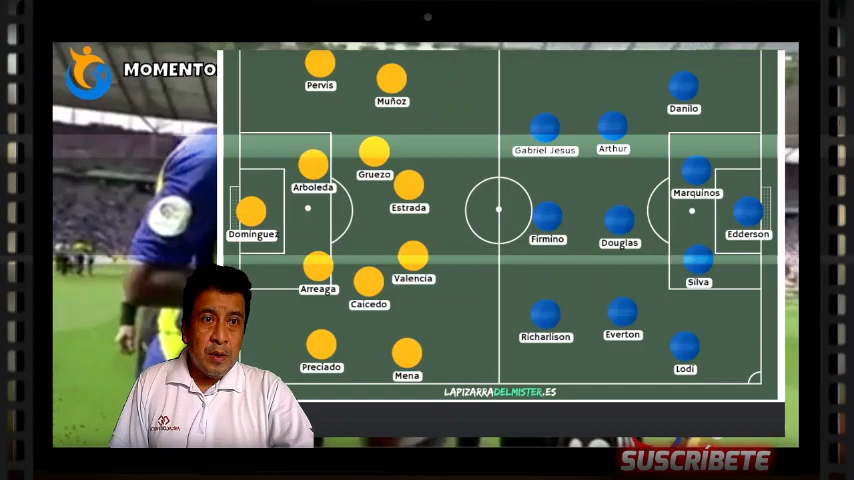 MOMENTO
Pervis
Muñoz
Danilo
Gabriel Jesus
Arthur
Gruezo
Arboleda
Marquinos
Estrada
Dominguez
Firmino
Douglas
Edderson
Valencia
Silva
Arreaga
Caicedo
Richarlison
Everton
Preciado
Mena
Lodi
LAPIZARRADELMISTER.ES
SUSCRÍBETE